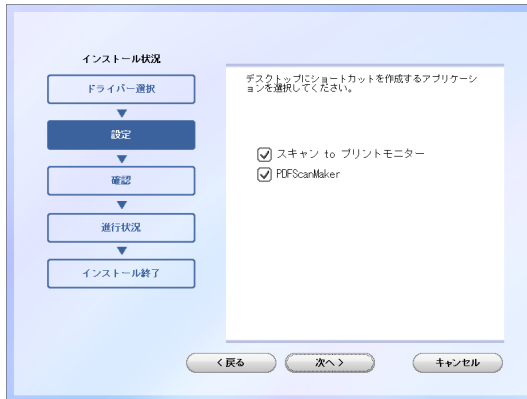 インストール状況
ドライバー選択
設定
確認
進行状況
インストール終了
デスクトップにショートカットを作成するアプリケーシ
ョンを選択してください。
スキャン to プリントモニター
PDFScanMaker
< 戻る
次へ >
キャンセル